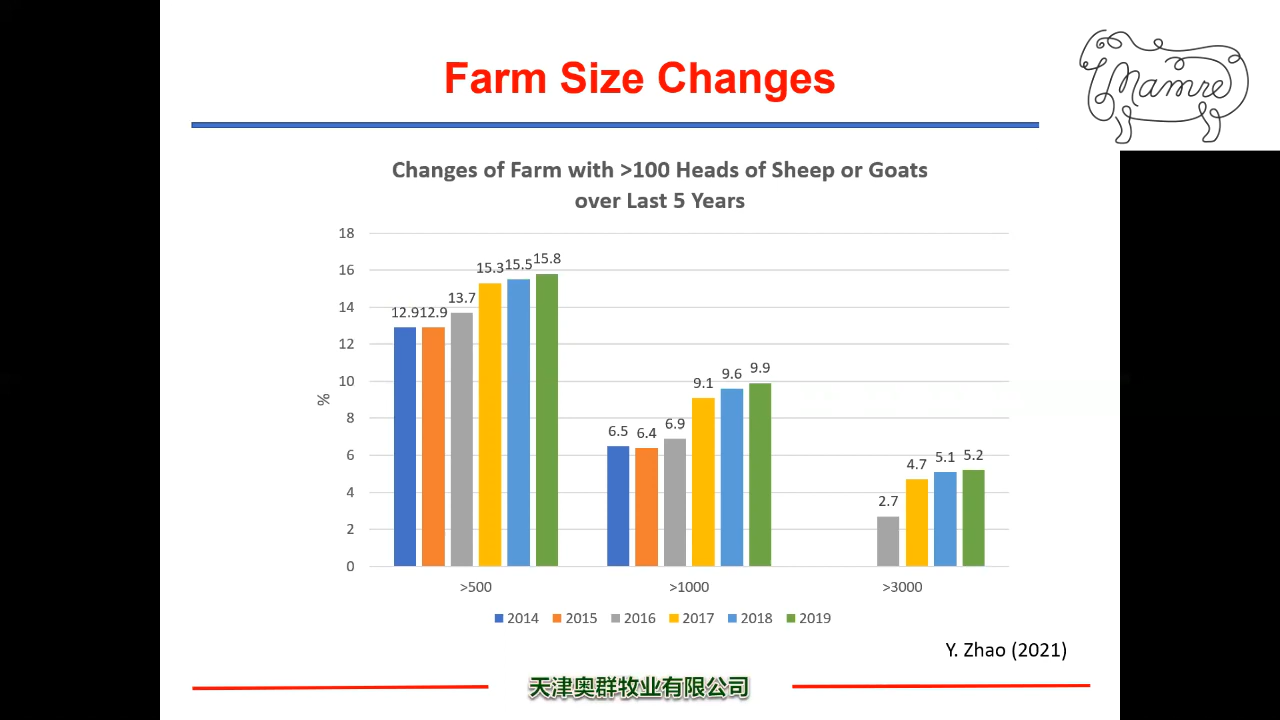 Farm Size Changes
Mamre
Changes of Farm with >100 Heads of Sheep or Goats
over Last 5 Years
18
16
14
12
10
8
6
4
2
0
%
12.9 12.9 13.7 15.3 15.5 15.8
6.5 6.4 6.9 9.1 9.6 9.9
2.7 4.7 5.1 5.2
>500 >1000 >3000
2014 2015 2016 2017 2018 2019
Y. Zhao (2021)
天津奥群牧业有限公司